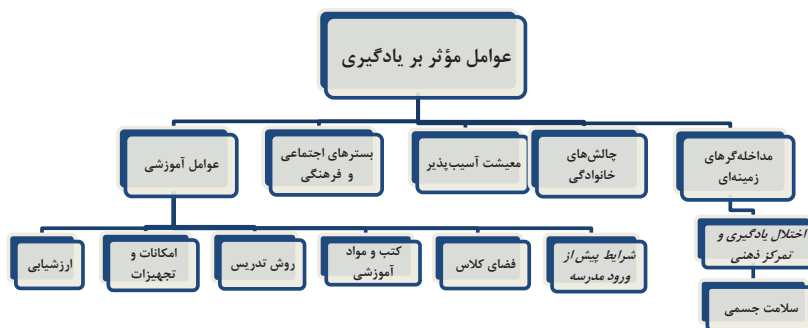 عوامل مؤثر بر یادگیری
مداخله‌گرهای
زمینه‌ای
چالش‌های
خانوادگی
معیشت آسیب‌پذیر
بسترهای اجتماعی
و فرهنگی
عوامل آموزشی
اختلال یادگیری و
تمرکز ذهنی
سلامت جسمی
شرایط پیش از
ورود مدرسه
فضای کلاس
کتب و مواد
آموزشی
روش تدریس
امکانات و
تجهیزات
ارزشیابی